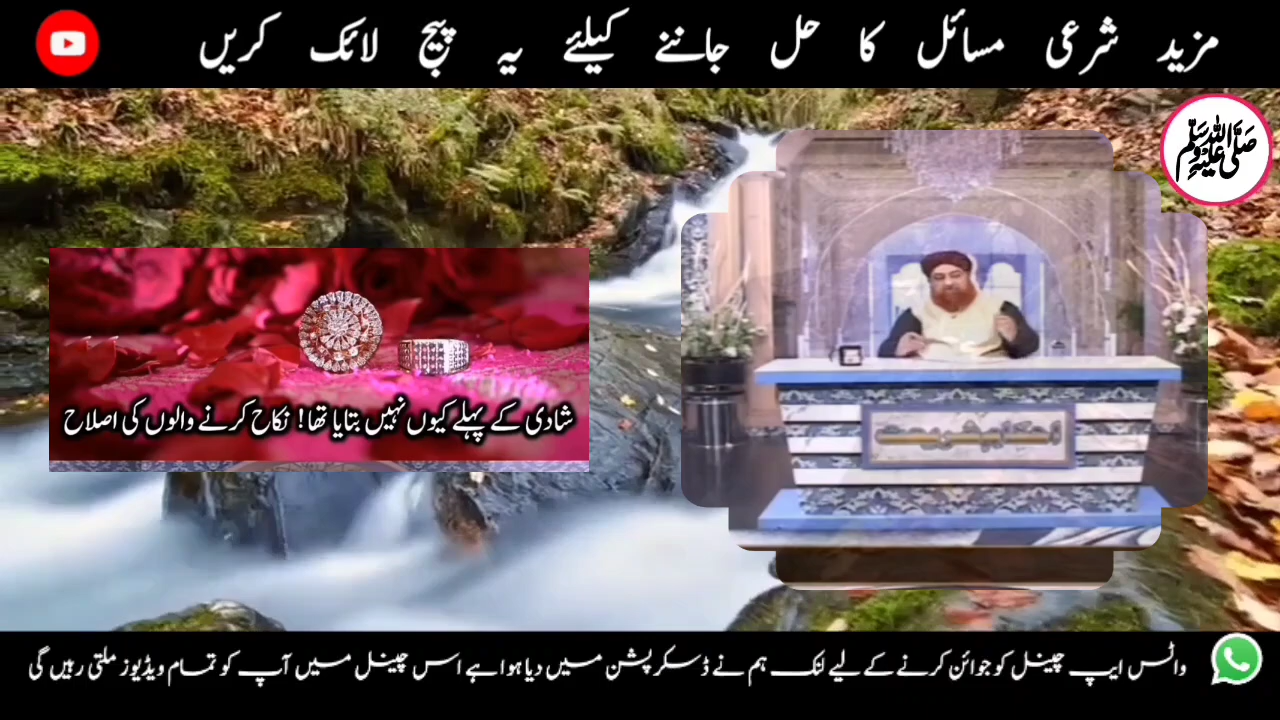 مزید شرعی مسائل کا حل جاننے کیلئے یہ پیج لائک کریں
صلی اللہ علیہ وسلم
شادی کے پہلے کیوں نہیں بتایا تھا! نکاح کرنے والوں کی اصلاح
احکام شریعت
واٹس ایپ چینل کو جوائن کرنے کے لیے لنک ہم نے ڈسکرپشن میں دیا ہوا ہے اس چینل میں آپ کو تمام ویڈیوز ملتی رہیں گی